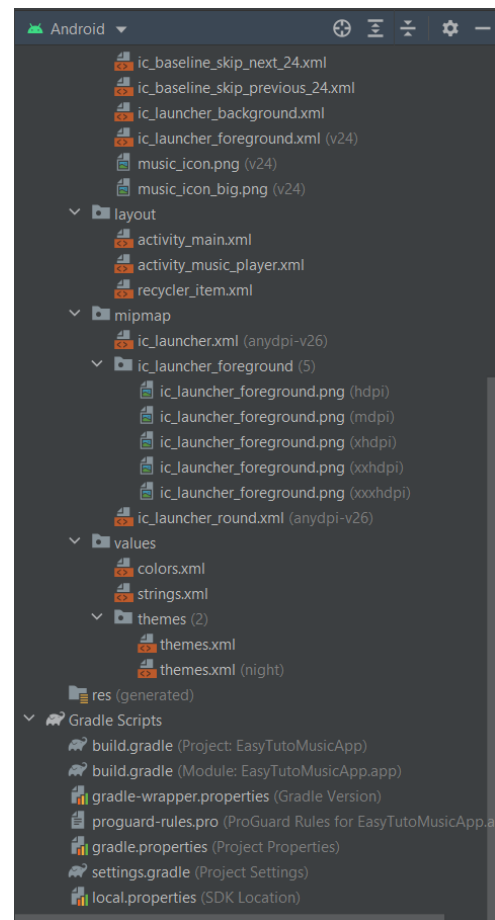 Android
ic_baseline_skip_next_24.xml
ic_baseline_skip_previous_24.xml
ic_launcher_background.xml
ic_launcher_foreground.xml (v24)
music_icon.png (v24)
music_icon_big.png (v24)
layout
activity_main.xml
activity_music_player.xml
recycler_item.xml
mipmap
ic_launcher.xml (anydpi-v26)
ic_launcher_foreground (5)
ic_launcher_foreground.png (hdpi)
ic_launcher_foreground.png (mdpi)
ic_launcher_foreground.png (xhdpi)
ic_launcher_foreground.png (xxhdpi)
ic_launcher_foreground.png (xxxhdpi)
ic_launcher_round.xml (anydpi-v26)
values
colors.xml
strings.xml
themes (2)
themes.xml
themes.xml (night)
res (generated)
Gradle Scripts
build.gradle (Project: EasyTutoMusicApp)
build.gradle (Module: EasyTutoMusicApp.app)
gradle-wrapper.properties (Gradle Version)
proguard-rules.pro (ProGuard Rules for EasyTutoMusicApp.a
gradle.properties (Project Properties)
settings.gradle (Project Settings)
local.properties (SDK Location)